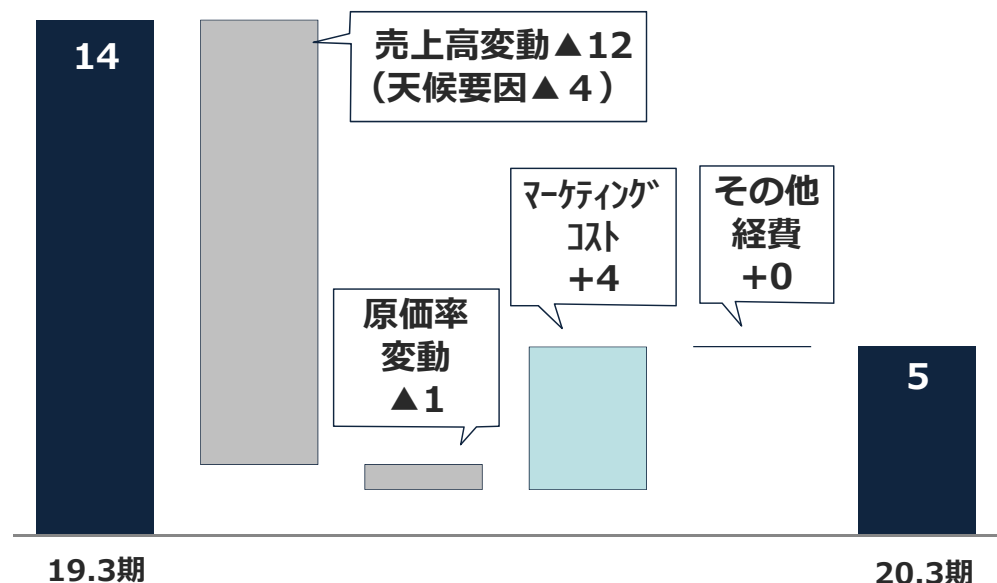 14
売上高変動▲12
（天候要因▲４）
原価率
変動
▲1
ﾏｰｹﾃｨﾝｸﾞ
ｺｽﾄ
+4
その他
経費
+0
5
19.3期
20.3期